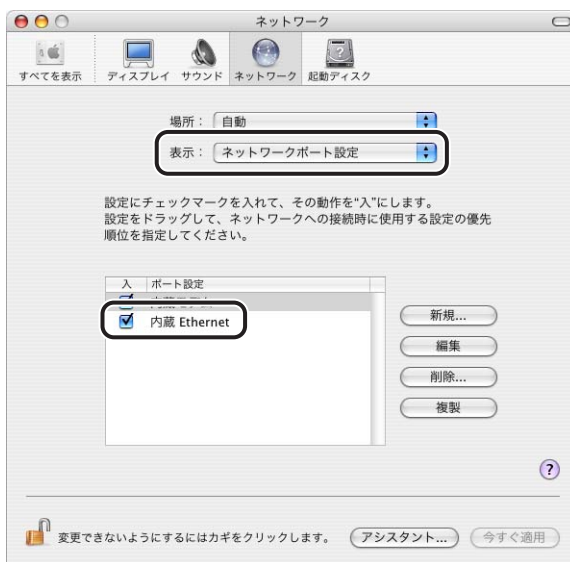 ネットワーク
すべてを表示 ディスプレイ サウンド ネットワーク 起動ディスク
場所: 自動
表示: ネットワークポート設定
設定にチェックマークを入れて、その動作を“入”にします。
設定をドラッグして、ネットワークへの接続時に使用する設定の優先
順位を指定してください。
入 ポート設定
内蔵 Ethernet
新規...
編集
削除...
複製
?
変更できないようにするにはカギをクリックします。 アシスタント... 今すぐ適用